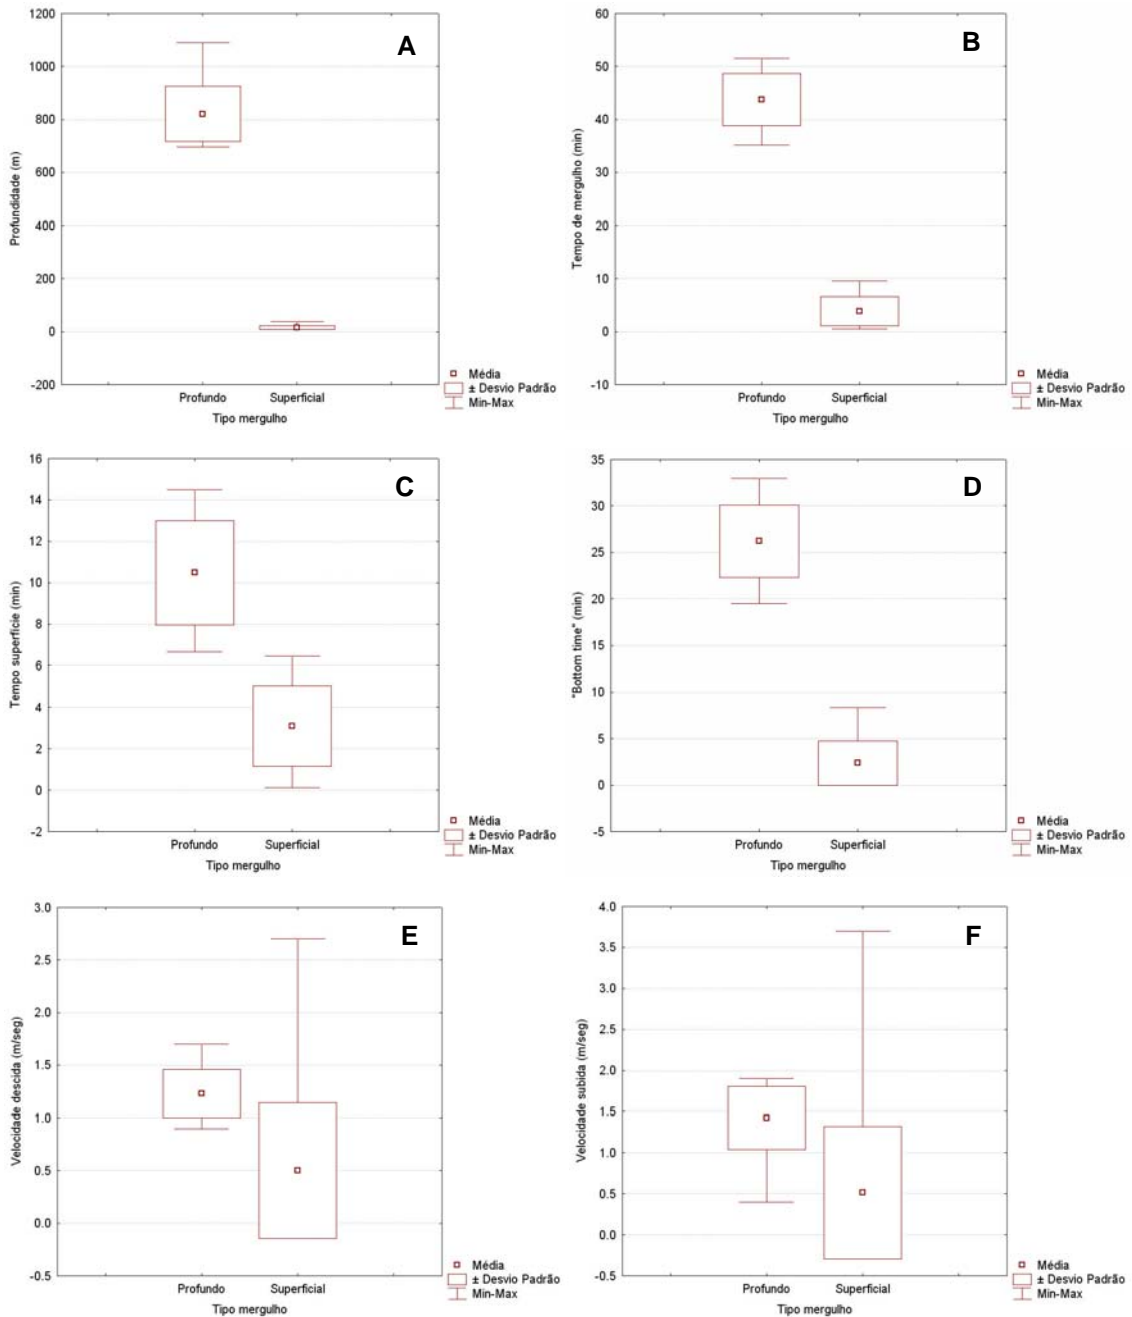 A
1200
1000
800
600
400
200
0
-200
Profundidade (m)
Profundo Superficial
Tipo mergulho
Média
± Desvio Padrão
Min-Max
B
60
50
40
30
20
10
0
-10
Tempo de mergulho (min)
Profundo Superficial
Tipo mergulho
Média
± Desvio Padrão
Min-Max
C
16
14
12
10
8
6
4
2
0
-2
Tempo superfície (min)
Profundo Superficial
Tipo mergulho
Média
± Desvio Padrão
Min-Max
D
35
30
25
20
15
10
5
0
-5
"Bottom time" (min)
Profundo Superficial
Tipo mergulho
Média
± Desvio Padrão
Min-Max
E
3.0
2.5
2.0
1.5
1.0
0.5
0.0
-0.5
Velocidade descida (m/seg)
Profundo Superficial
Tipo mergulho
Média
± Desvio Padrão
Min-Max
F
4.0
3.5
3.0
2.5
2.0
1.5
1.0
0.5
0.0
-0.5
Velocidade subida (m/seg)
Profundo Superficial
Tipo mergulho
Média
± Desvio Padrão
Min-Max